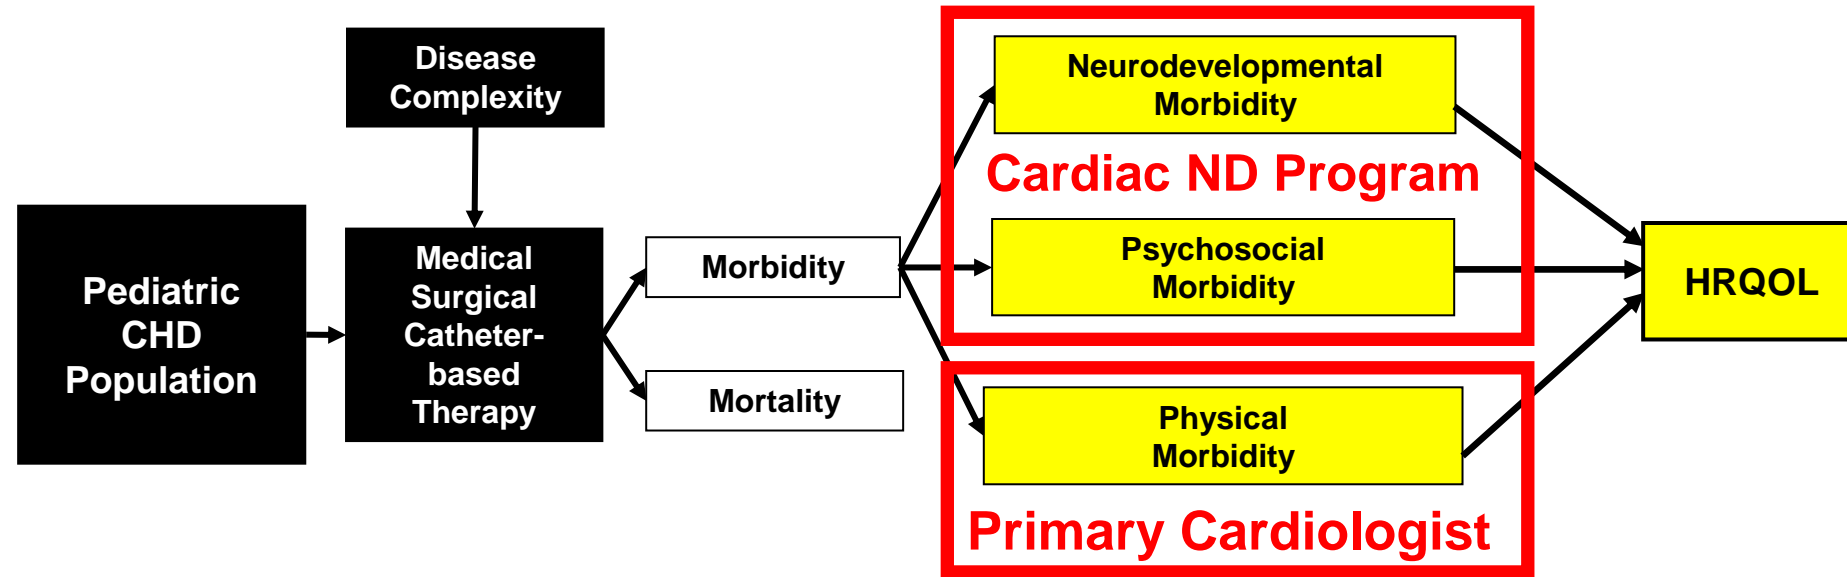 Disease
Complexity
Pediatric
CHD
Population
Medical
Surgical
Catheter-
based
Therapy
Morbidity
Mortality
Neurodevelopmental
Morbidity
Cardiac ND Program
Psychosocial
Morbidity
Physical
Morbidity
Primary Cardiologist
HRQOL